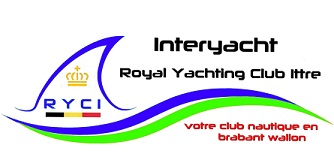 Interyacht
Royal Yachting Club Ittre
RYCI
votre club nautique en
brabant wallon